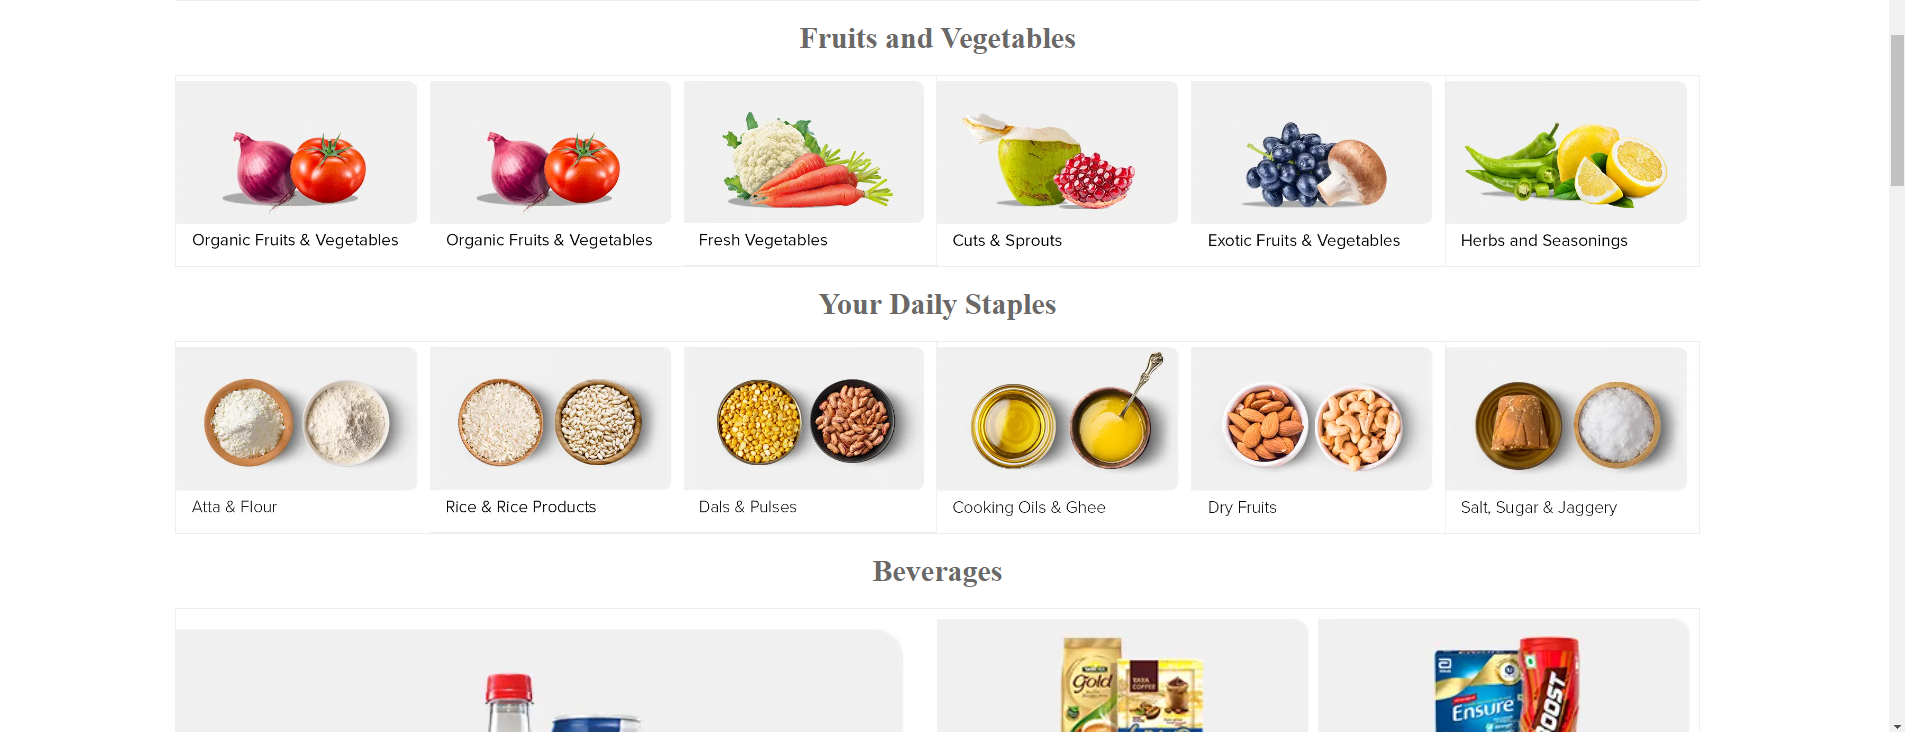 Fruits and Vegetables
Organic Fruits & Vegetables
Organic Fruits & Vegetables
Fresh Vegetables
Cuts & Sprouts
Exotic Fruits & Vegetables
Herbs and Seasonings
Your Daily Staples
Atta & Flour
Rice & Rice Products
Dals & Pulses
Cooking Oils & Ghee
Dry Fruits
Salt, Sugar & Jaggery
Beverages
Gold
TATA
COFFEE
Ensure
BOOST